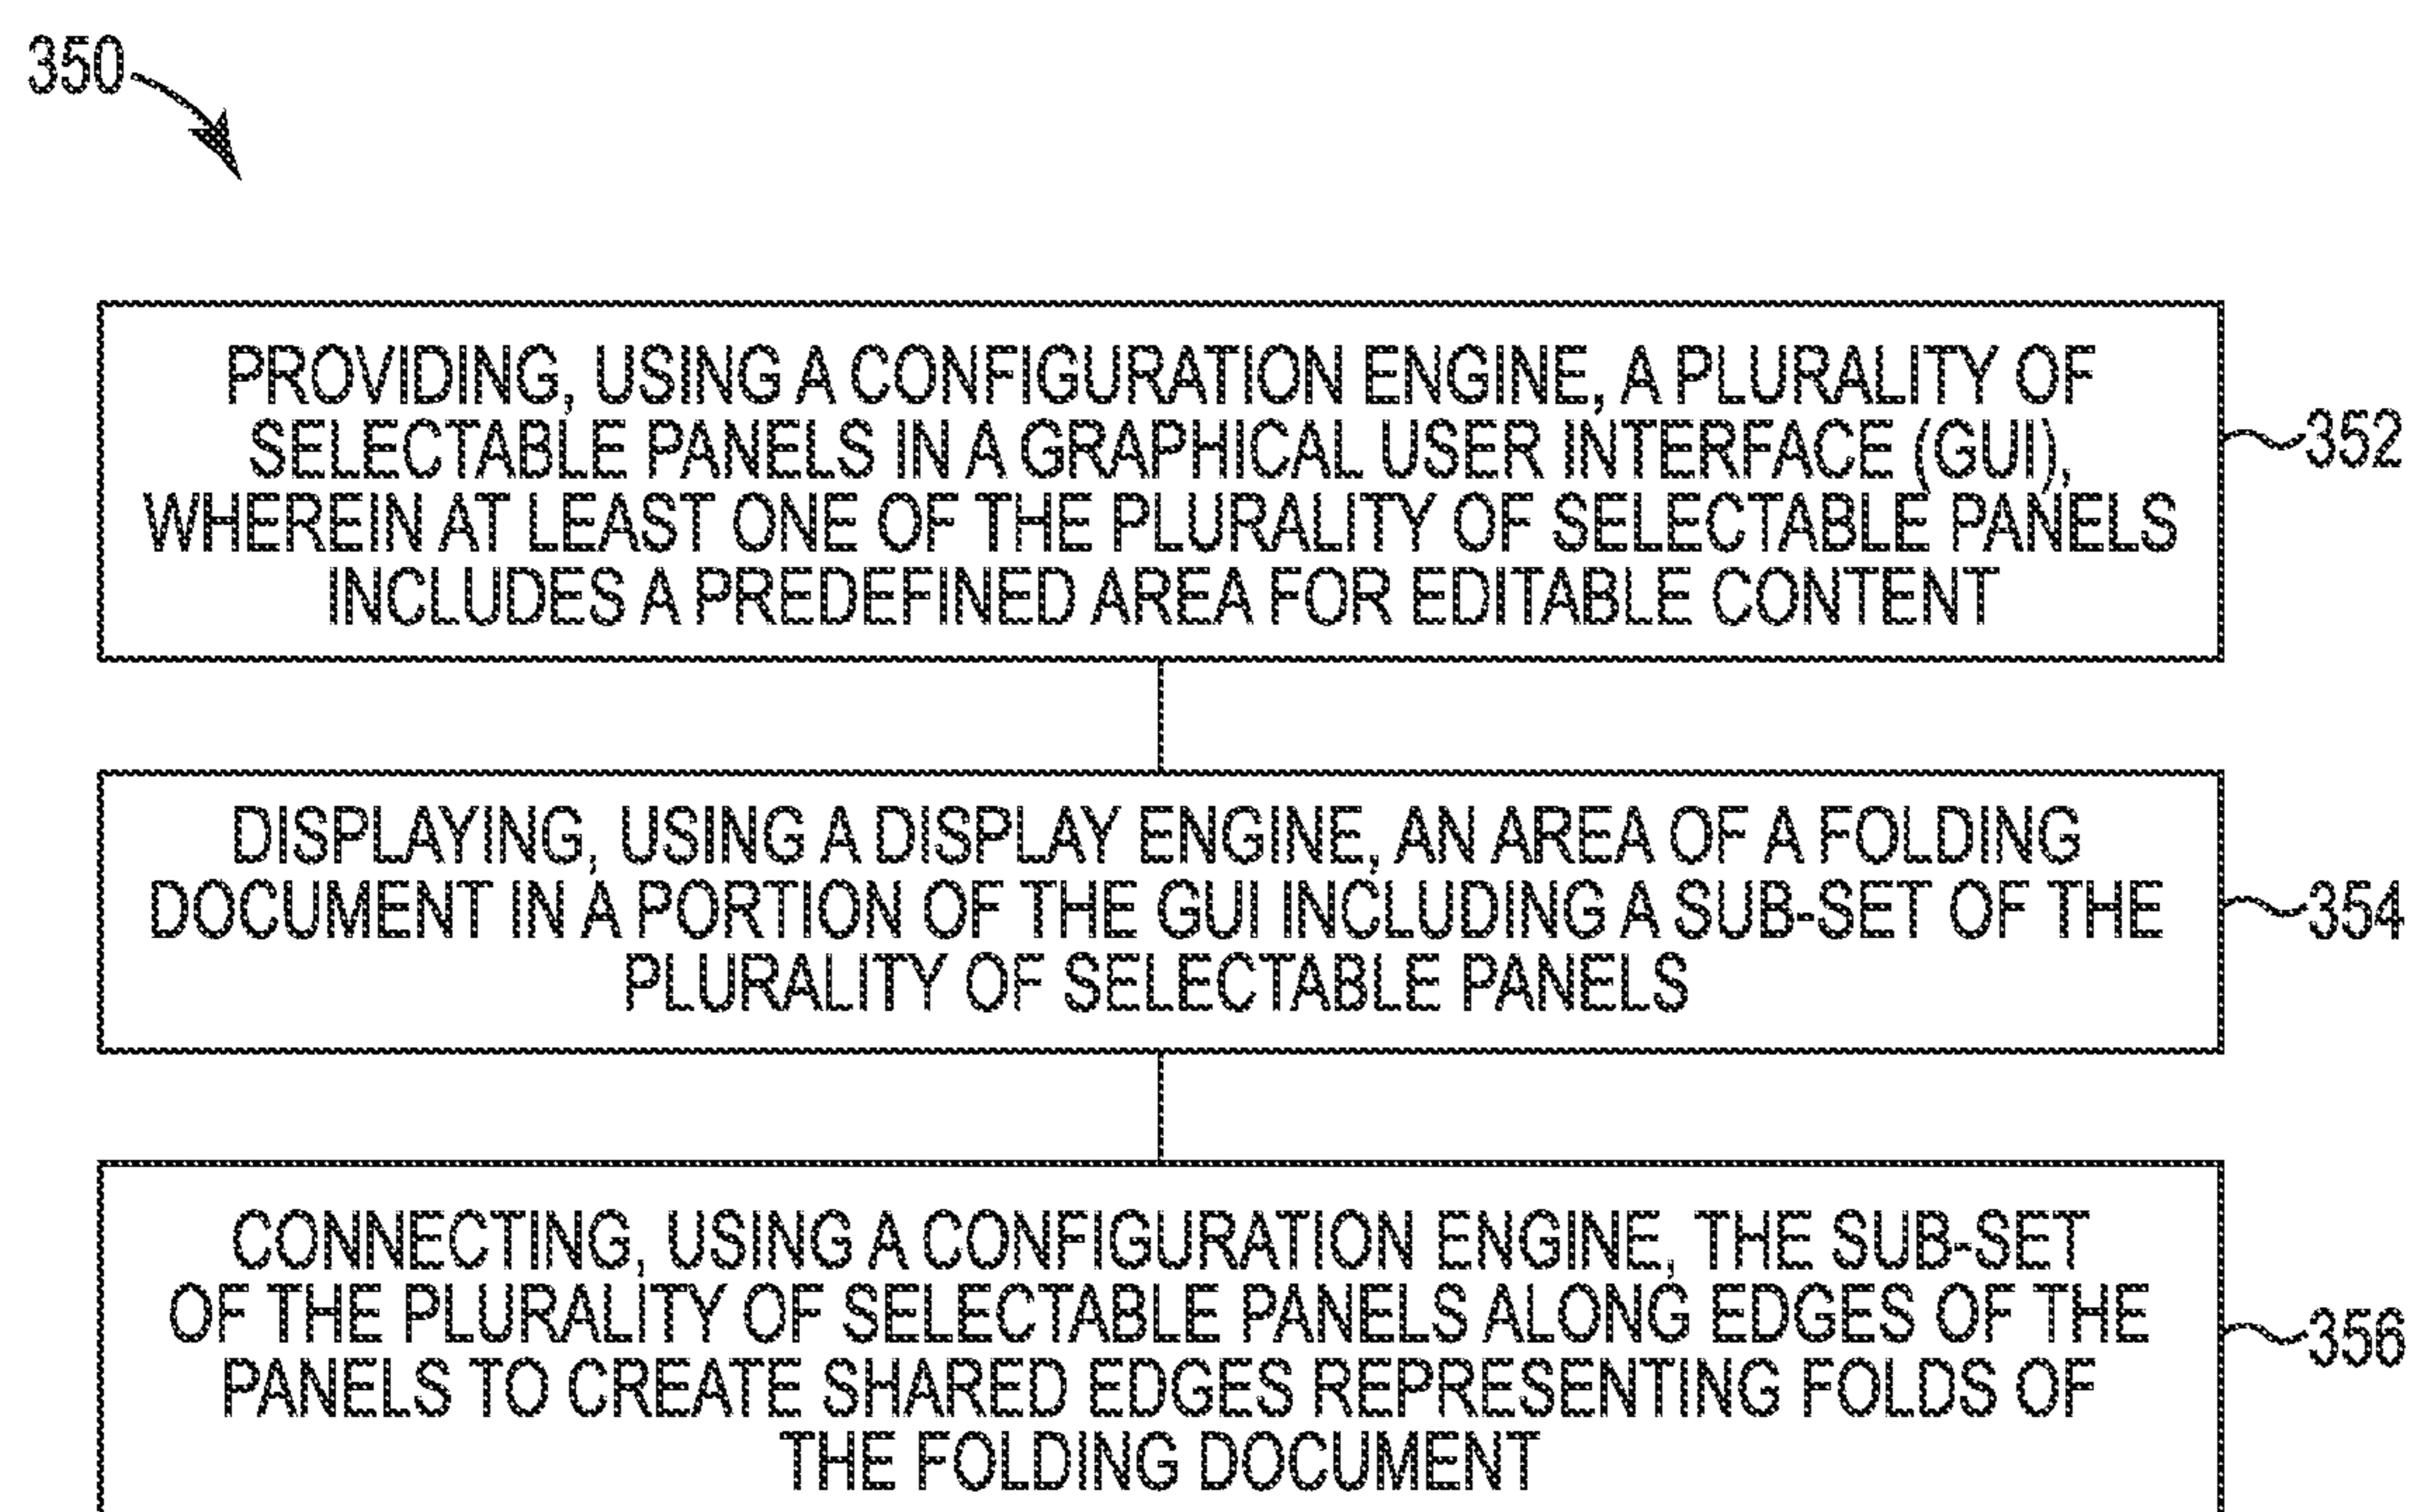 350
PROVIDING, USING A CONFIGURATION ENGINE, A PLURALITY OF
SELECTABLE PANELS IN A GRAPHICAL USER INTERFACE (GUI),
WHEREIN AT LEAST ONE OF THE PLURALITY OF SELECTABLE PANELS
INCLUDES A PREDEFINED AREA FOR EDITABLE CONTENT
352
DISPLAYING, USING A DISPLAY ENGINE, AN AREA OF A FOLDING
DOCUMENT IN A PORTION OF THE GUI INCLUDING A SUB-SET OF THE
PLURALITY OF SELECTABLE PANELS
354
CONNECTING, USING A CONFIGURATION ENGINE, THE SUB-SET
OF THE PLURALITY OF SELECTABLE PANELS ALONG EDGES OF THE
PANELS TO CREATE SHARED EDGES REPRESENTING FOLDS OF
THE FOLDING DOCUMENT
356